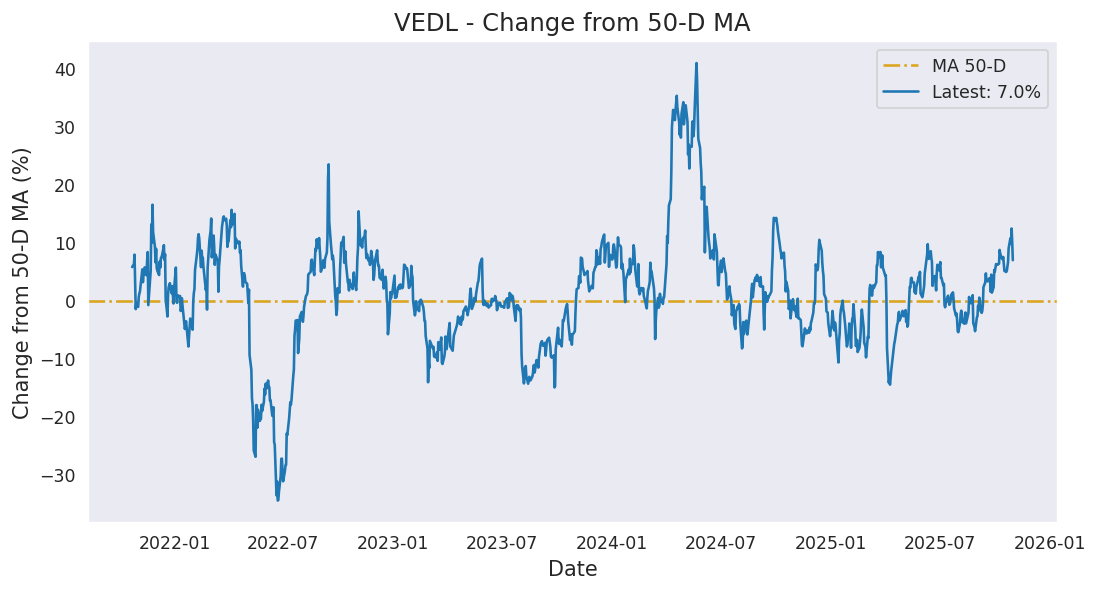 VEDL - Change from 50-D MA
MA 50-D
Latest: 7.0%
Change from 50-D MA (%)
40
30
20
10
0
−10
−20
−30
2022-01 2022-07 2023-01 2023-07 2024-01 2024-07 2025-01 2025-07 2026-01
Date